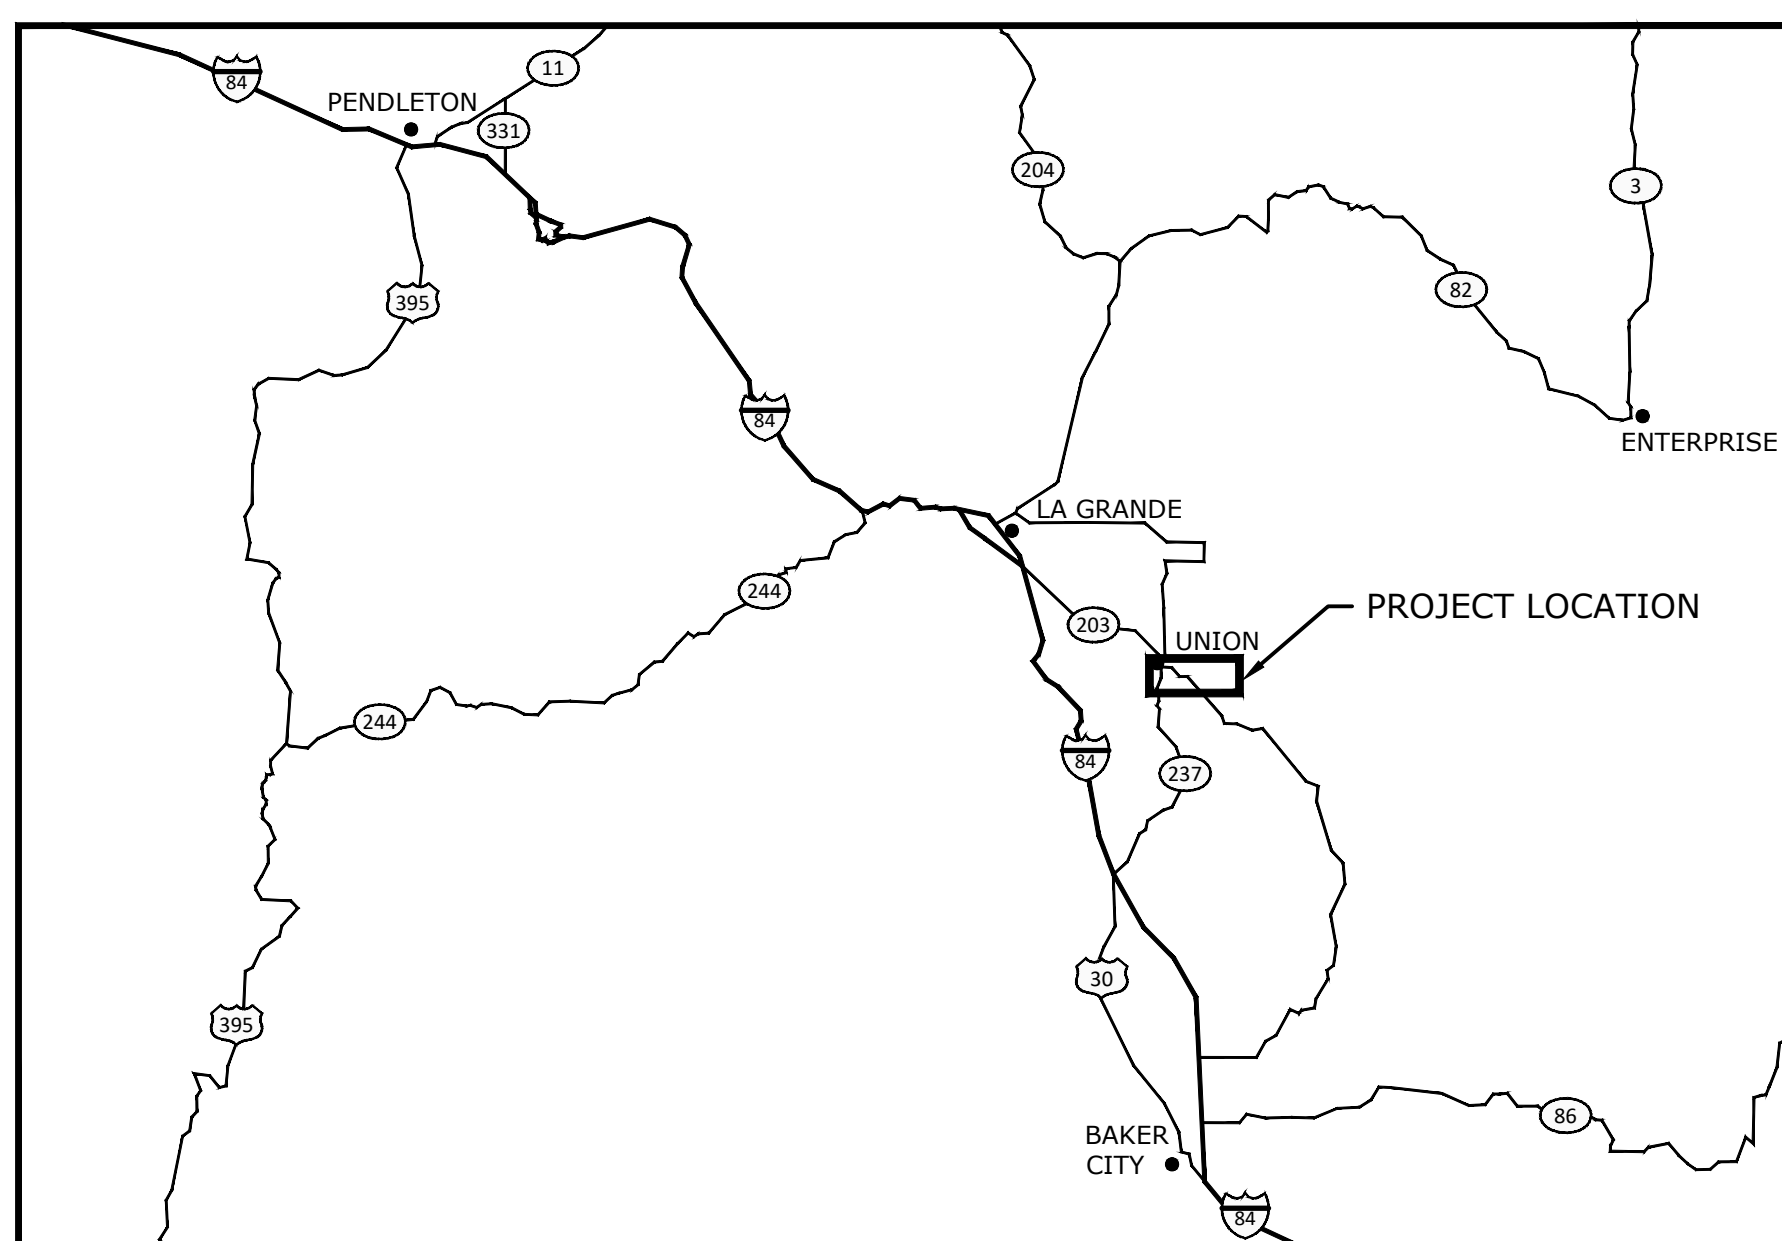 11
84
PENDLETON
331
204
3
82
395
84
ENTERPRISE
LA GRANDE
244
PROJECT LOCATION
203
UNION
244
84
237
30
395
86
BAKER
CITY
84